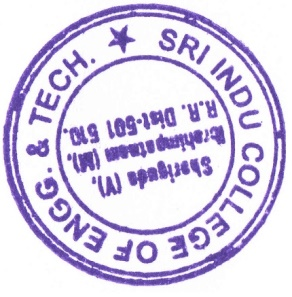 SRI INDU COLLEGE OF ENGG. & TECH.
Sheriguda (V),
Ibrahimpatnam (M),
R.R. Dist-501 510.